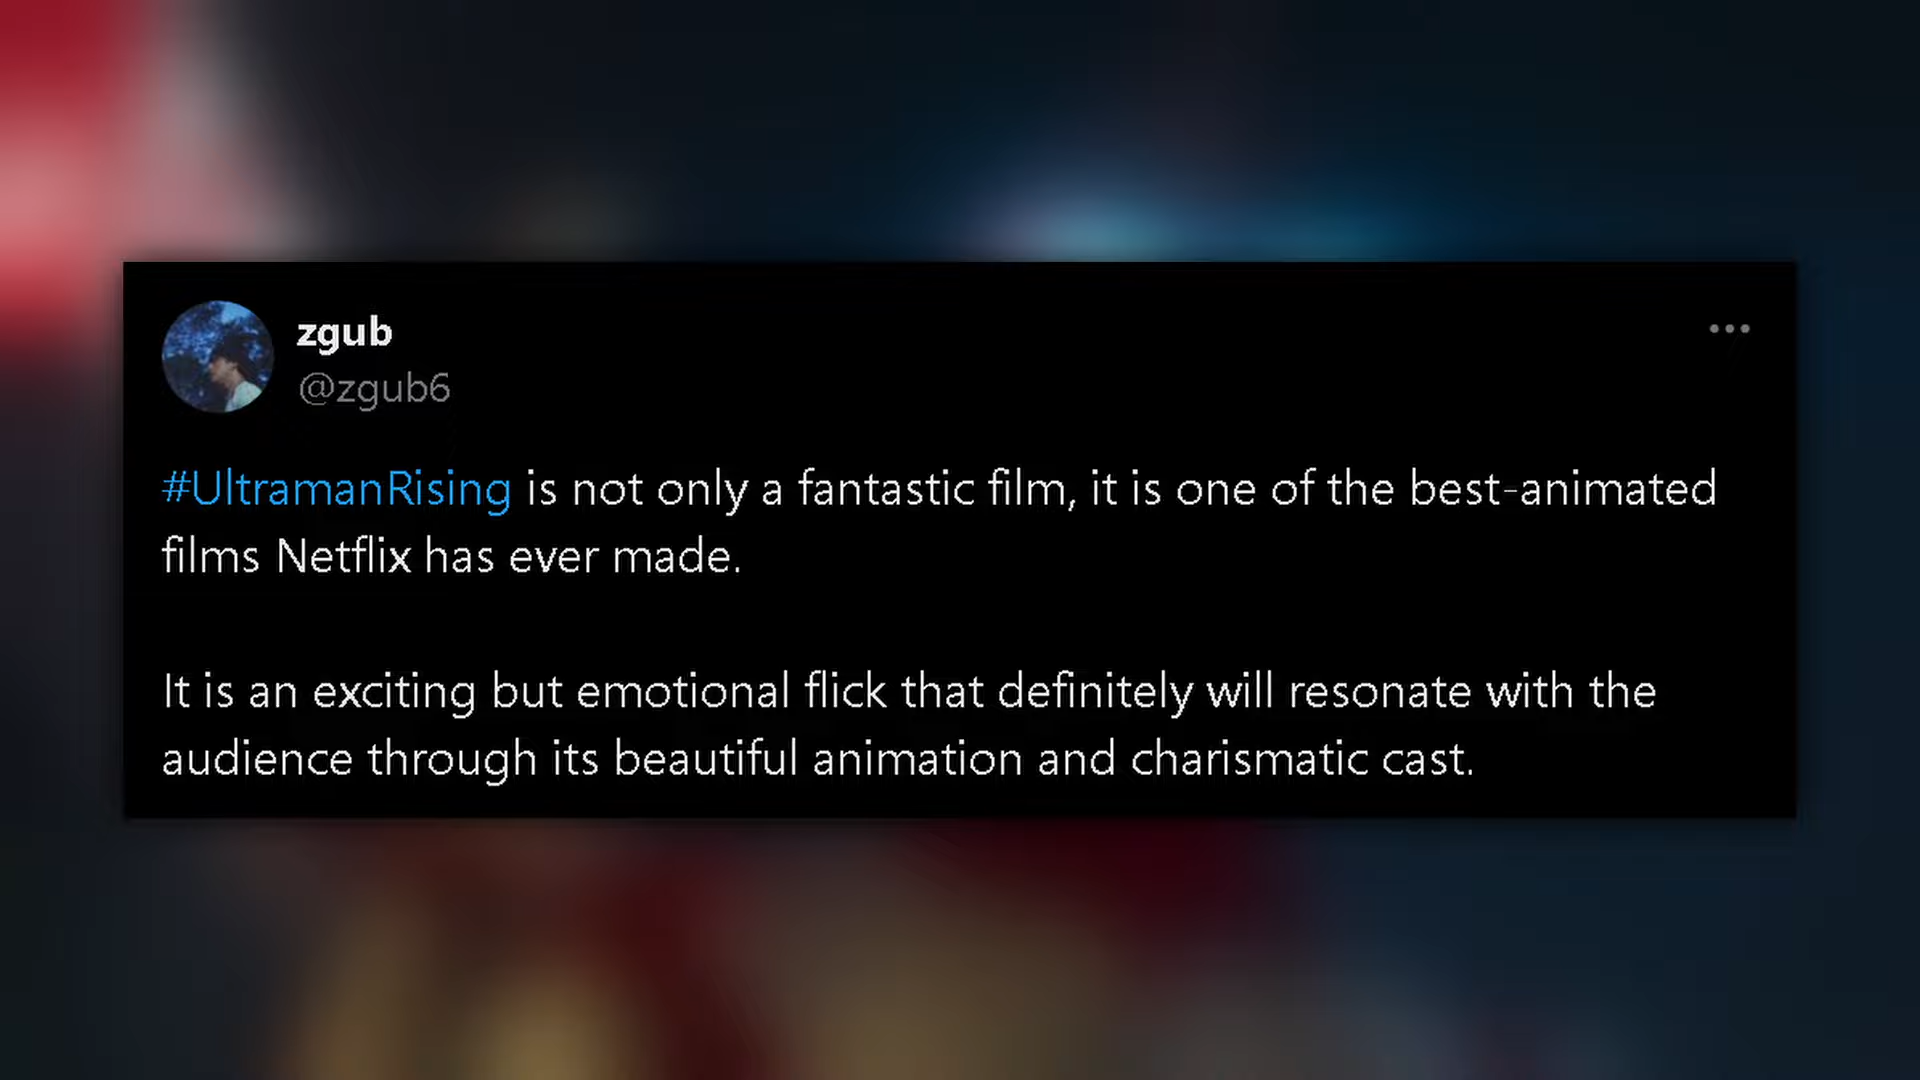 zgub
@zgub6
#UltramanRising is not only a fantastic film, it is one of the best-animated
films Netflix has ever made.
It is an exciting but emotional flick that definitely will resonate with the
audience through its beautiful animation and charismatic cast.